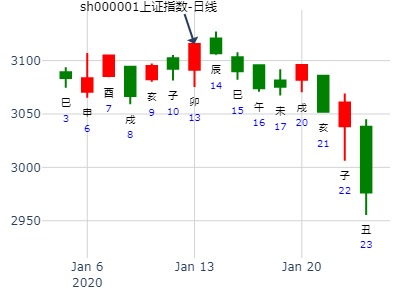 sh000001上证指数-日线
3100
3050
3000
2950
巳
3
申
6
酉
7
戌
8
亥
9
子
10
卯
13
辰
14
巳
15
午
16
未
17
戌
20
亥
21
子
22
丑
23
Jan 6
2020
Jan 13
Jan 20